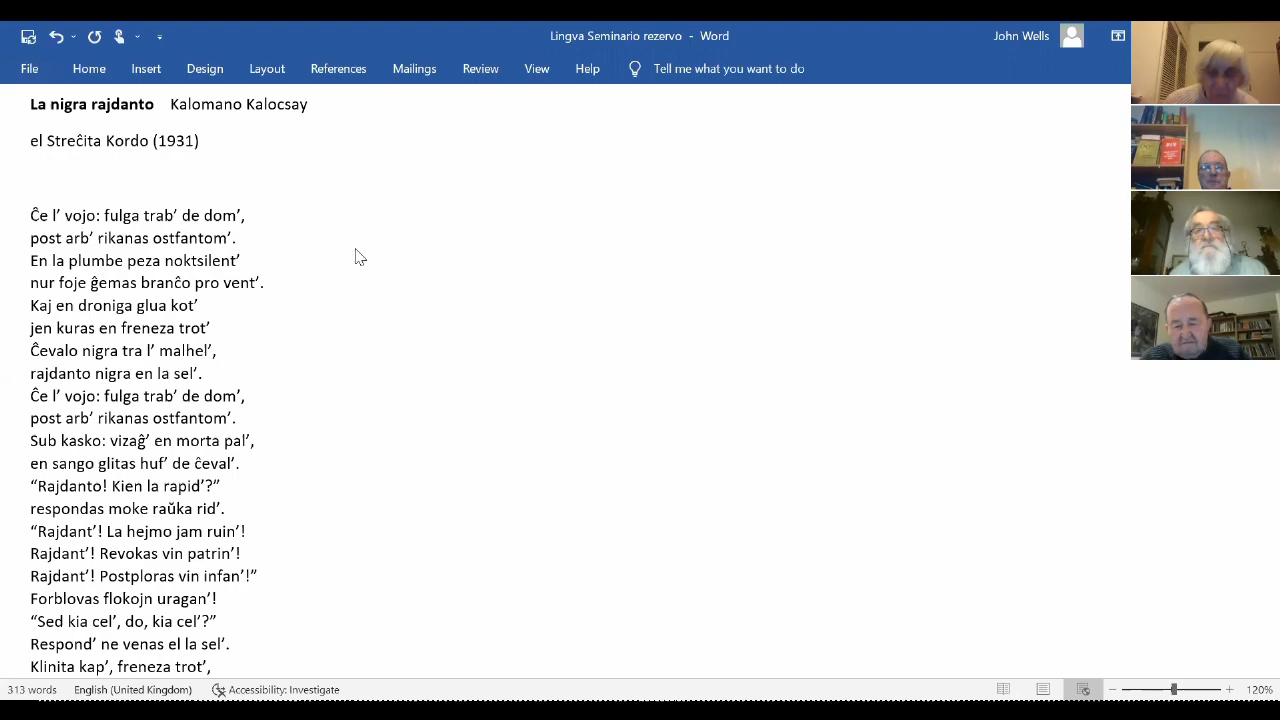 Lingva Seminario rezervo - Word
John Wells
File Home Insert Design Layout References Mailings Review View Help Tell me what you want to do
La nigra rajdanto Kalomano Kalocsay
el Streĉita Kordo (1931)
Ĉe l’ vojo: fulga trab’ de dom’,
post arb’ rikanas ostfantom’.
En la plumbe peza noktsilent’
nur foje ĝemas branĉo pro vent’.
Kaj en droniga glua kot’
jen kuras en freneza trot’
Ĉevalo nigra tra l’ malhel’,
rajdanto nigra en la sel’.
Ĉe l’ vojo: fulga trab’ de dom’,
post arb’ rikanas ostfantom’.
Sub kasko: vizaĝ’ en morta pal’,
en sango glitas huf’ de ĉeval’.
“Rajdanto! Kien la rapid’?”
respondas moke raŭka rid’.
“Rajdant’! La hejmo jam ruin’!
Rajdant’! Revokas vin patrin’!
Rajdant’! Postploras vin infan’!”
Forblovas flokojn uragan’!
“Sed kia cel’, do, kia cel’?”
Respond’ ne venas el la sel’.
Klinita kap’, freneza trot’,
313 words English (United Kingdom) Accessibility: Investigate 120%